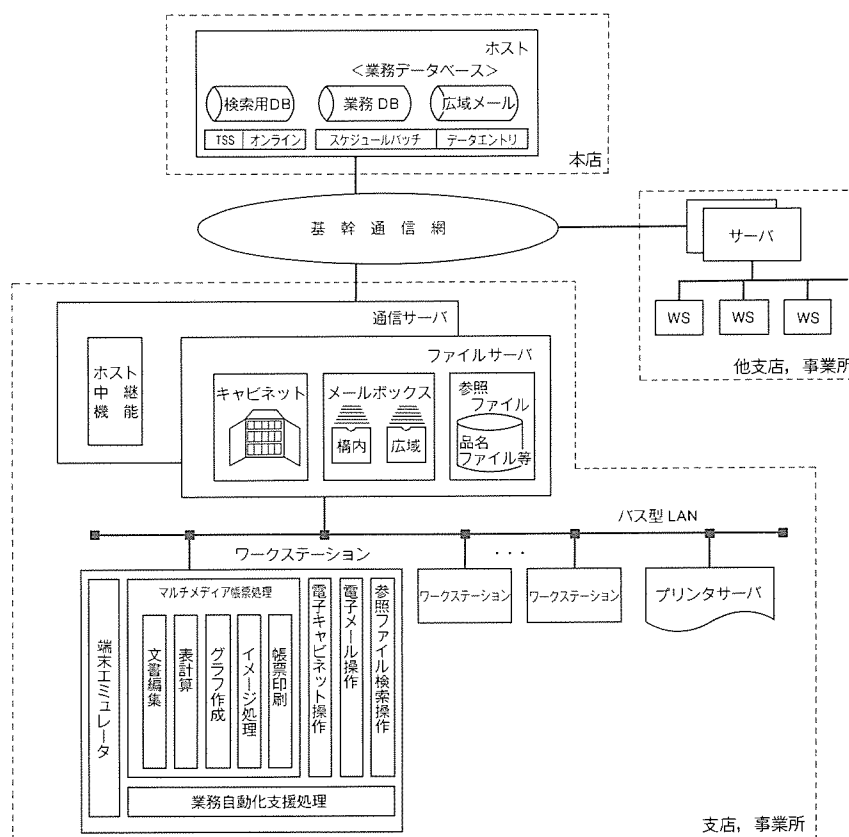 ホスト
<業務データベース>
検索用DB
業務 DB
広域メール
TSS
オンライン
スケジュールバッチ
データエントリ
本店
基幹通信網
サーバ
WS
WS
WS
他支店,事業所
通信サーバ
ホスト
中継
機能
ファイルサーバ
キャビネット
メールボックス
構内
広域
参照
ファイル
品名
ファイル等
バス型 LAN
ワークステーション
・・・
ワークステーション
ワークステーション
プリンタサーバ
端末エミュレータ
マルチメディア帳票処理
文書編集
表計算
グラフ作成
イメージ処理
帳票印刷
電子キャビネット操作
電子メール操作
参照ファイル検索操作
業務自動化支援処理
支店,事業所